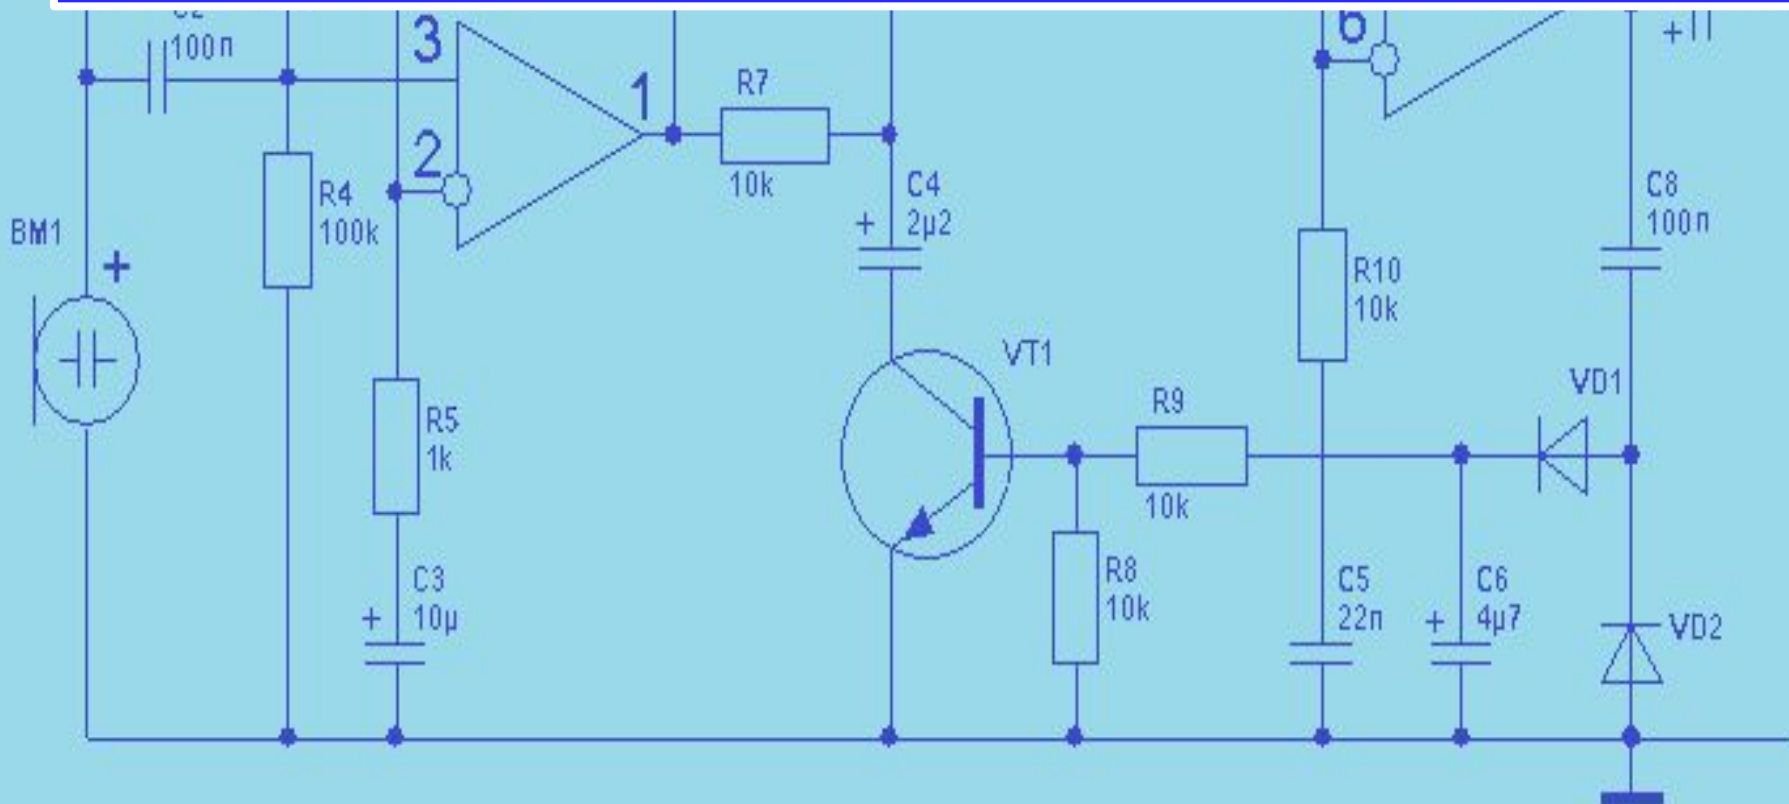 100n
3
1
2
R7
10k
6
R4
100k
C4
+
2µ2
C8
100n
BM1
+
R10
10k
VT1
VD1
R5
1k
R9
10k
C3
+ 10µ
R8
10k
C5
22n
C6
+ 4µ7
VD2